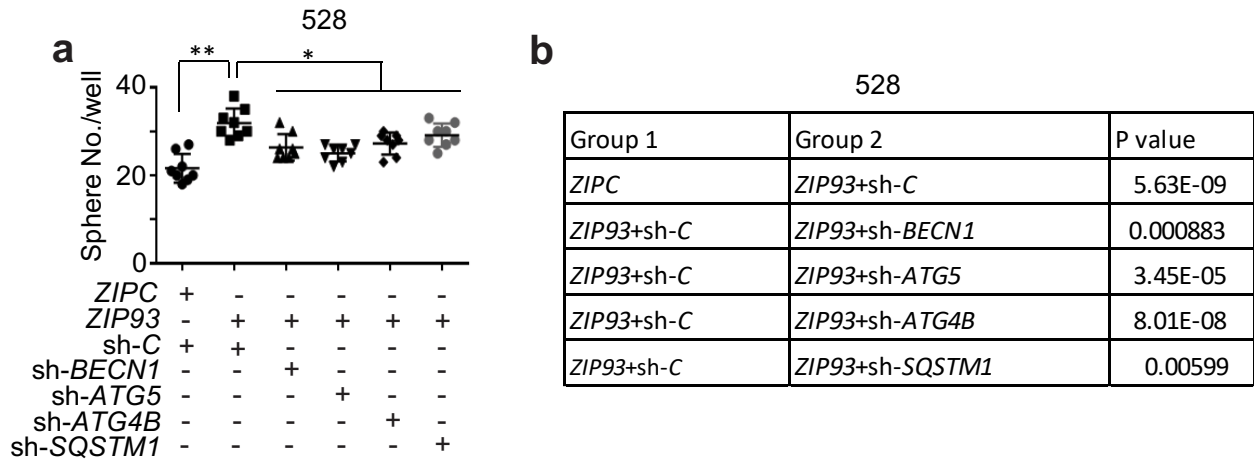 a
528
**
*
Sphere No./well
40
20
0
ZIPC + - - - - -
ZIP93 - + + + + +
sh-C + + - - - -
sh-BECN1 - - + - - -
sh-ATG5 - - - + - -
sh-ATG4B - - - - + -
sh-SQSTM1 - - - - - +
b
528
Group 1 Group 2 P value
ZIPC ZIP93+sh-C 5.63E-09
ZIP93+sh-C ZIP93+sh-BECN1 0.000883
ZIP93+sh-C ZIP93+sh-ATG5 3.45E-05
ZIP93+sh-C ZIP93+sh-ATG4B 8.01E-08
ZIP93+sh-C ZIP93+sh-SQSTM1 0.00599